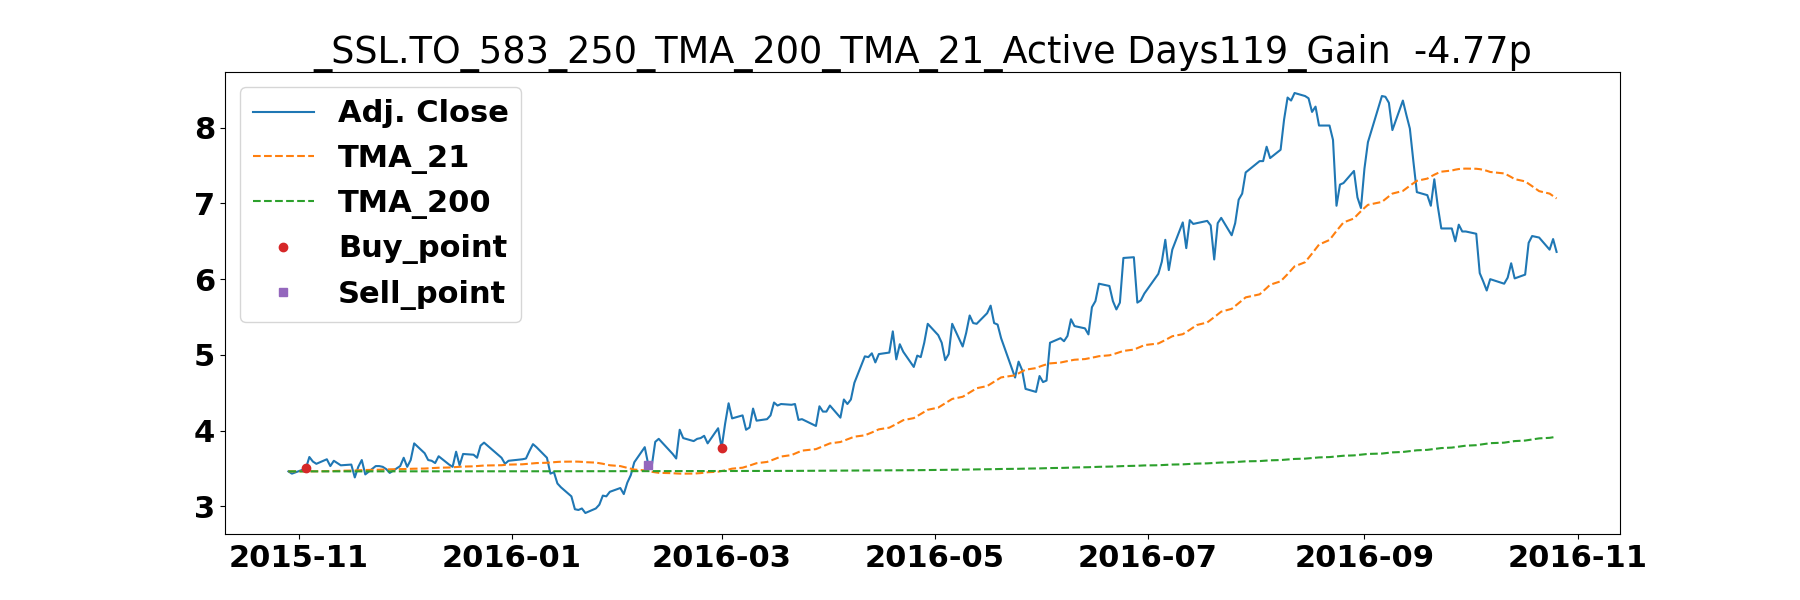 _SSL.TO_583_250_TMA_200_TMA_21_Active Days119_Gain  -4.77p
Adj. Close
TMA_21
TMA_200
Buy_point
Sell_point
8
7
6
5
4
3
2015-11 2016-01 2016-03 2016-05 2016-07 2016-09 2016-11